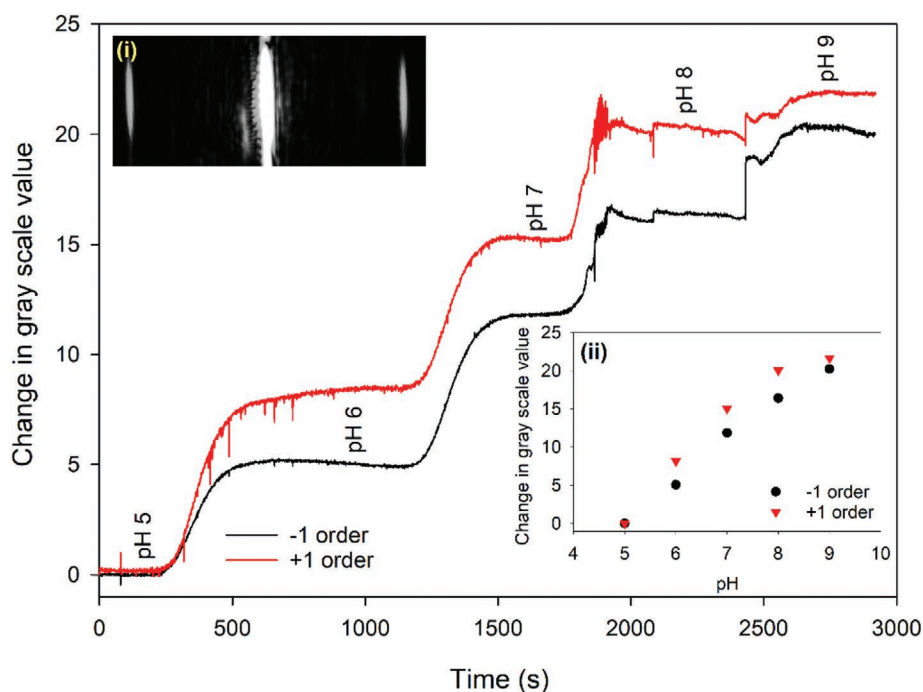 25
20
15
10
5
0
Change in gray scale value
(i)
pH 5
pH 6
pH 7
pH 8
pH 9
-1 order
+1 order
0 500 1000 1500 2000 2500 3000
Time (s)
(ii)
25
20
15
10
5
0
Change in gray scale value
-1 order
+1 order
4 5 6 7 8 9 10
pH